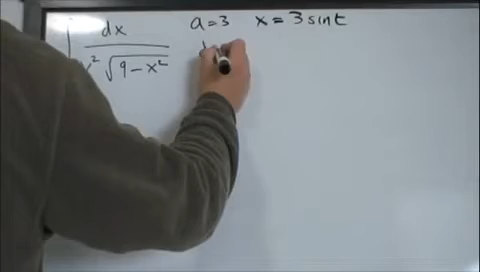 ∫ dx / x² √(9 − x²) a = 3 x = 3 sin t